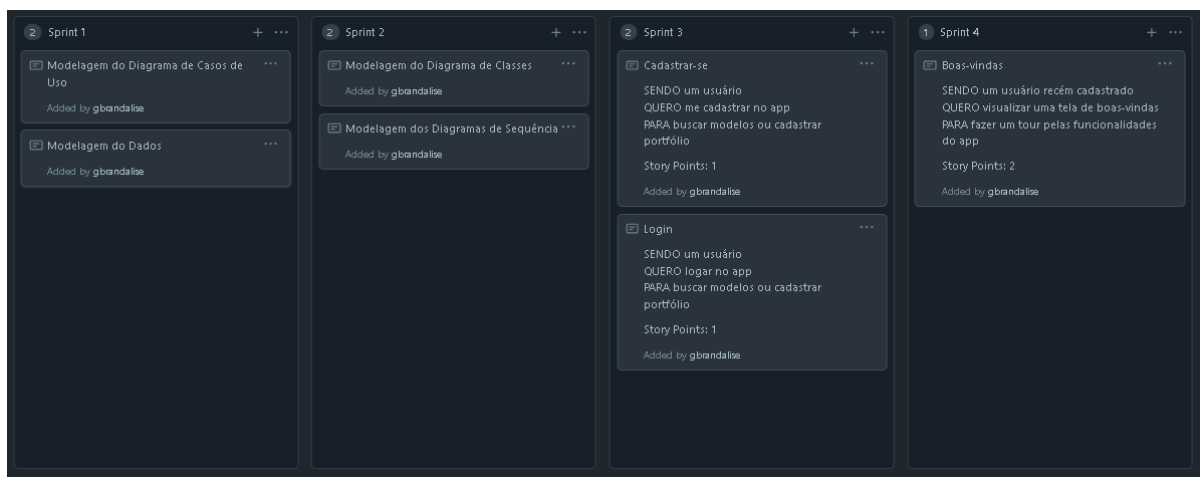 2 Sprint 1
Modelagem do Diagrama de Casos de
Uso
Added by gbrandalise
Modelagem do Dados
Added by gbrandalise
2 Sprint 2
Modelagem do Diagrama de Classes
Added by gbrandalise
Modelagem dos Diagramas de Sequência
Added by gbrandalise
2 Sprint 3
Cadastrar-se
SENDO um usuário
QUERO me cadastrar no app
PARA buscar modelos ou cadastrar
portfólio
Story Points: 1
Added by gbrandalise
Login
SENDO um usuário
QUERO logar no app
PARA buscar modelos ou cadastrar
portfólio
Story Points: 1
Added by gbrandalise
1 Sprint 4
Boas-vindas
SENDO um usuário recém cadastrado
QUERO visualizar uma tela de boas-vindas
PARA fazer um tour pelas funcionalidades
do app
Story Points: 2
Added by gbrandalise